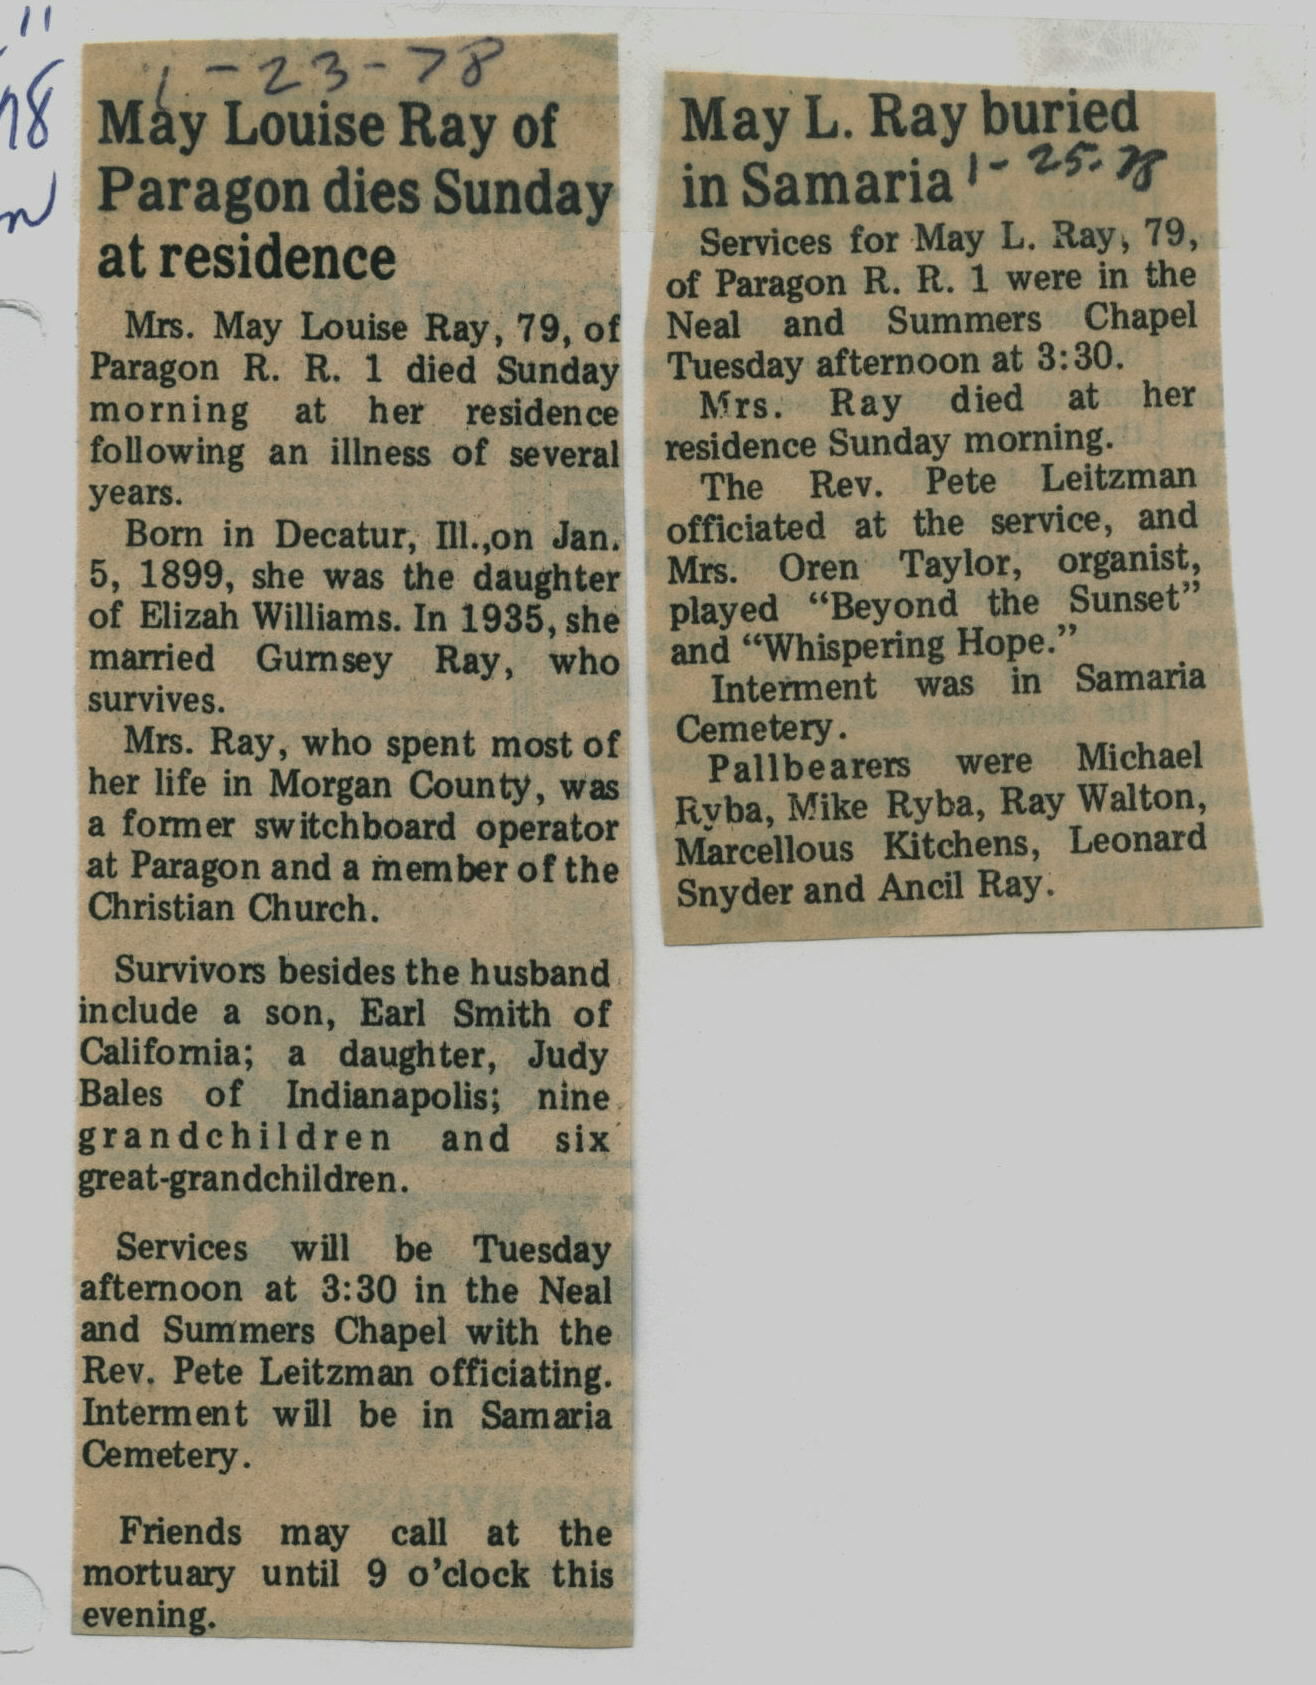 "
78
1-23-78
May Louise Ray of
Paragon dies Sunday
at residence
Mrs. May Louise Ray, 79, of
Paragon R. R. 1 died Sunday
morning at her residence
following an illness of several
years.
Born in Decatur, Ill.,on Jan.
5, 1899, she was the daughter
of Elizah Williams. In 1935, she
married Gurnsey Ray, who
survives.
Mrs. Ray, who spent most of
her life in Morgan County, was
a former switchboard operator
at Paragon and a member of the
Christian Church.
Survivors besides the husband
include a son, Earl Smith of
California; a daughter, Judy
Bales of Indianapolis; nine
grandchildren and six
great-grandchildren.
Services will be Tuesday
afternoon at 3:30 in the Neal
and Summers Chapel with the
Rev. Pete Leitzman officiating.
Interment will be in Samaria
Cemetery.
Friends may call at the
mortuary until 9 o'clock this
evening.
May L. Ray buried
in Samaria 1-25-78
Services for May L. Ray, 79,
of Paragon R. R. 1 were in the
Neal and Summers Chapel
Tuesday afternoon at 3:30.
Mrs. Ray died at her
residence Sunday morning.
The Rev. Pete Leitzman
officiated at the service, and
Mrs. Oren Taylor, organist,
played "Beyond the Sunset"
and "Whispering Hope."
Interment was in Samaria
Cemetery.
Pallbearers were Michael
Ryba, Mike Ryba, Ray Walton,
Marcellous Kitchens, Leonard
Snyder and Ancil Ray.